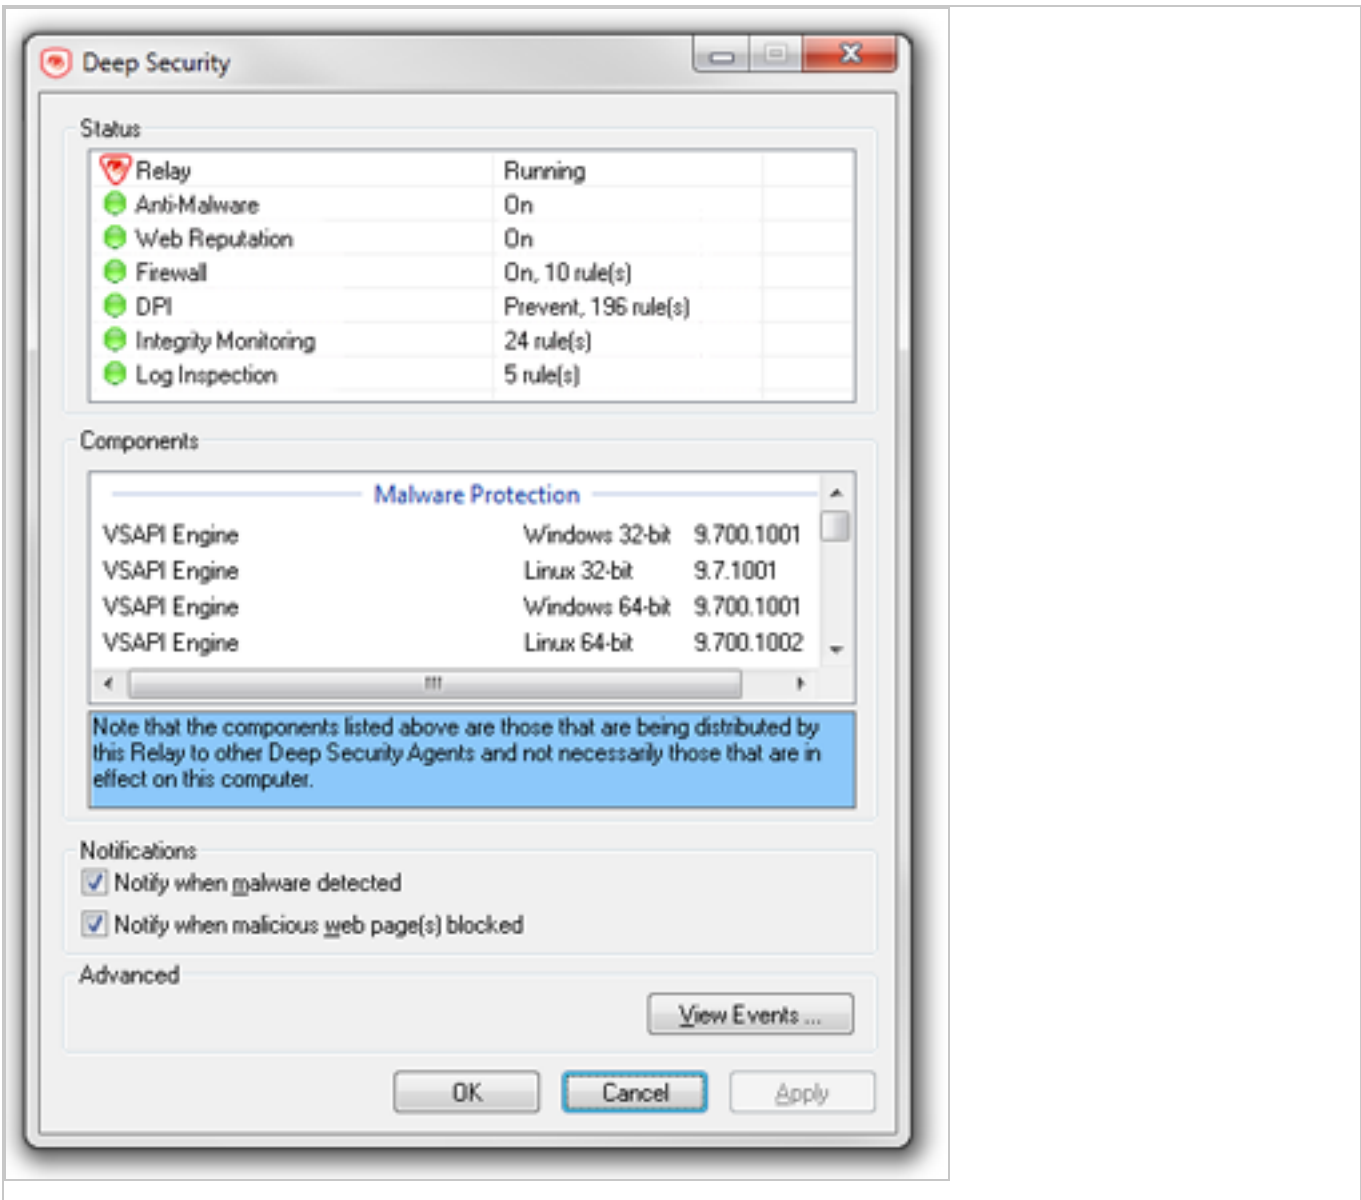 Deep Security
Status
Relay Running
Anti-Malware On
Web Reputation On
Firewall On, 10 rule(s)
DPI Prevent, 196 rule(s)
Integrity Monitoring 24 rule(s)
Log Inspection 5 rule(s)
Components
Malware Protection
VSAPI Engine Windows 32-bit 9.700.1001
VSAPI Engine Linux 32-bit 9.7.1001
VSAPI Engine Windows 64-bit 9.700.1001
VSAPI Engine Linux 64-bit 9.700.1002
Note that the components listed above are those that are being distributed by
this Relay to other Deep Security Agents and not necessarily those that are in
effect on this computer.
Notifications
Notify when malware detected
Notify when malicious web page(s) blocked
Advanced
View Events ...
OK Cancel Apply